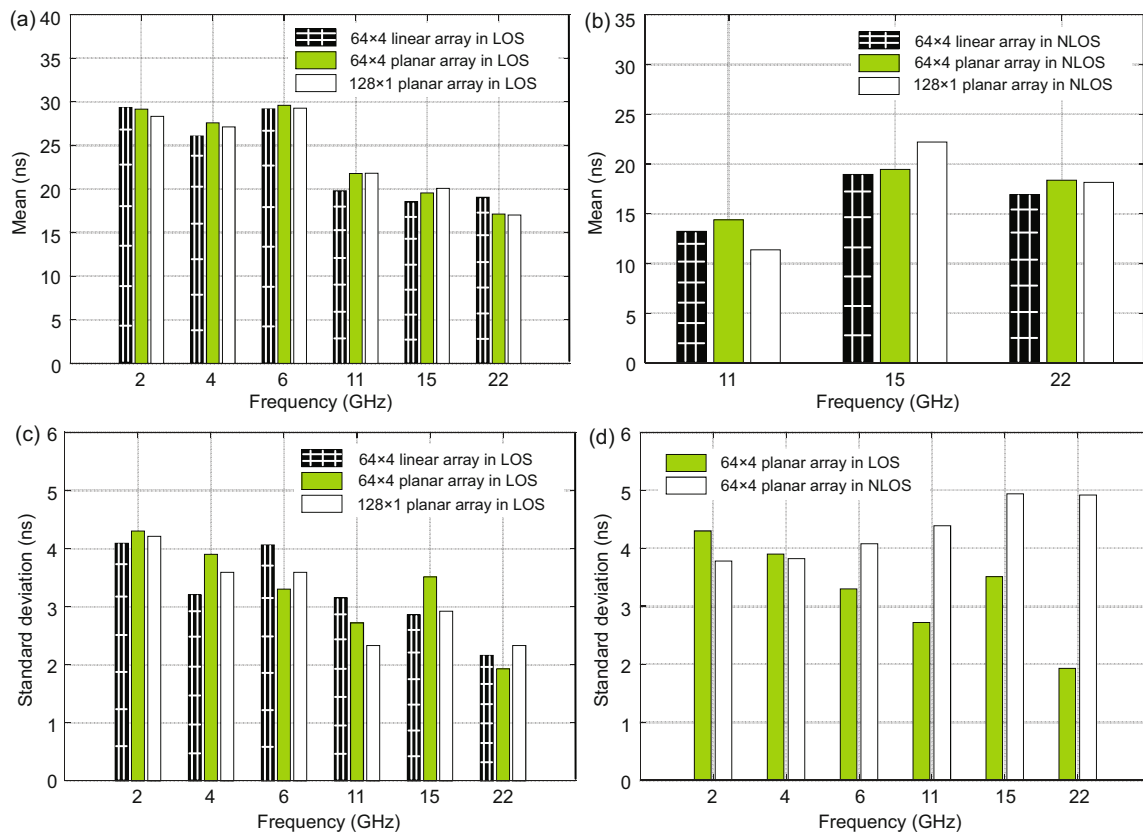 (a)
40
35
30
25
20
15
10
5
0
Mean (ns)
64×4 linear array in LOS
64×4 planar array in LOS
128×1 planar array in LOS
2 4 6 11 15 22
Frequency (GHz)
(b)
35
30
25
20
15
10
5
0
Mean (ns)
64×4 linear array in NLOS
64×4 planar array in NLOS
128×1 planar array in NLOS
11 15 22
Frequency (GHz)
(c)
6
5
4
3
2
1
0
Standard deviation (ns)
64×4 linear array in LOS
64×4 planar array in LOS
128×1 planar array in LOS
2 4 6 11 15 22
Frequency (GHz)
(d)
6
5
4
3
2
1
0
Standard deviation (ns)
64×4 planar array in LOS
64×4 planar array in NLOS
2 4 6 11 15 22
Frequency (GHz)